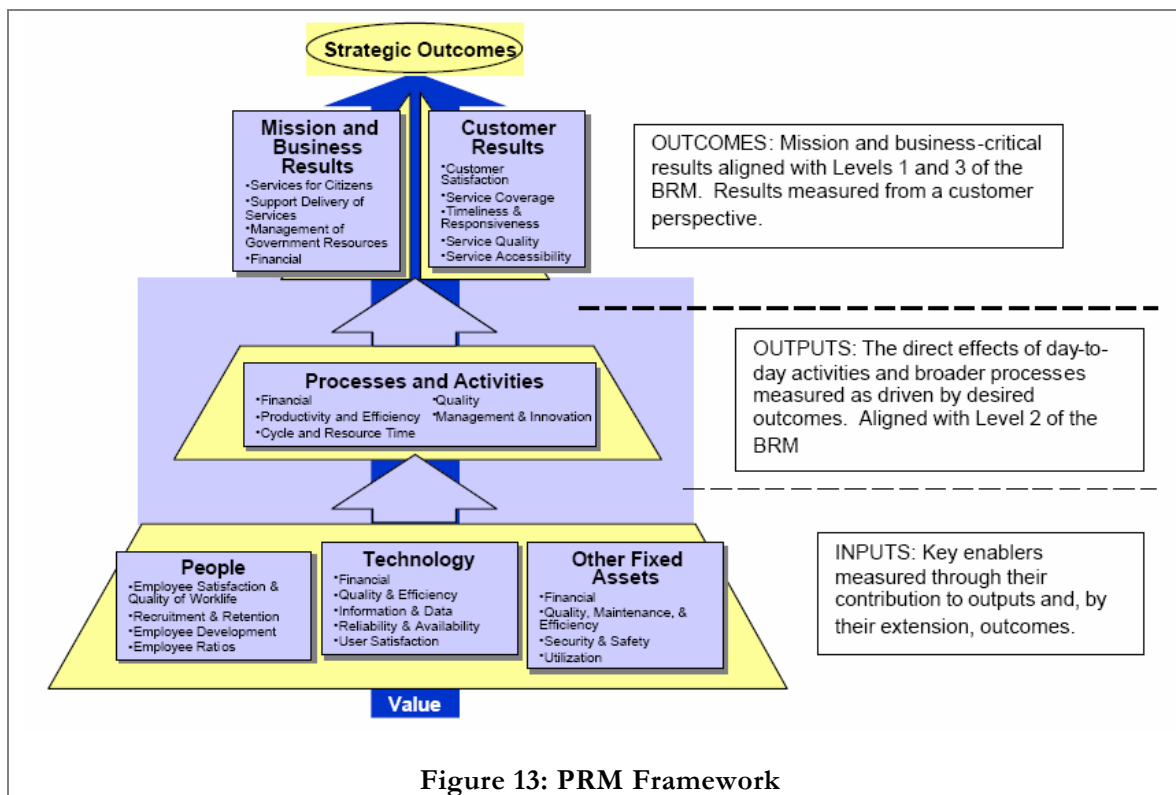 Strategic Outcomes
Mission and
Business
Results
•Services for Citizens
•Support Delivery of
Services
•Management of
Government Resources
•Financial
Customer
Results
•Customer
Satisfaction
•Service Coverage
•Timeliness &
Responsiveness
•Service Quality
•Service Accessibility
OUTCOMES: Mission and business-critical
results aligned with Levels 1 and 3 of the
BRM. Results measured from a customer
perspective.
Processes and Activities
•Financial
•Productivity and Efficiency
•Cycle and Resource Time
•Quality
•Management & Innovation
OUTPUTS: The direct effects of day-to-
day activities and broader processes
measured as driven by desired
outcomes. Aligned with Level 2 of the
BRM
People
•Employee Satisfaction &
Quality of Worklife
•Recruitment & Retention
•Employee Development
•Employee Ratios
Technology
•Financial
•Quality & Efficiency
•Information & Data
•Reliability & Availability
•User Satisfaction
Other Fixed
Assets
•Financial
•Quality, Maintenance, &
Efficiency
•Security & Safety
•Utilization
INPUTS: Key enablers
measured through their
contribution to outputs and, by
their extension, outcomes.
Value
Figure 13: PRM Framework